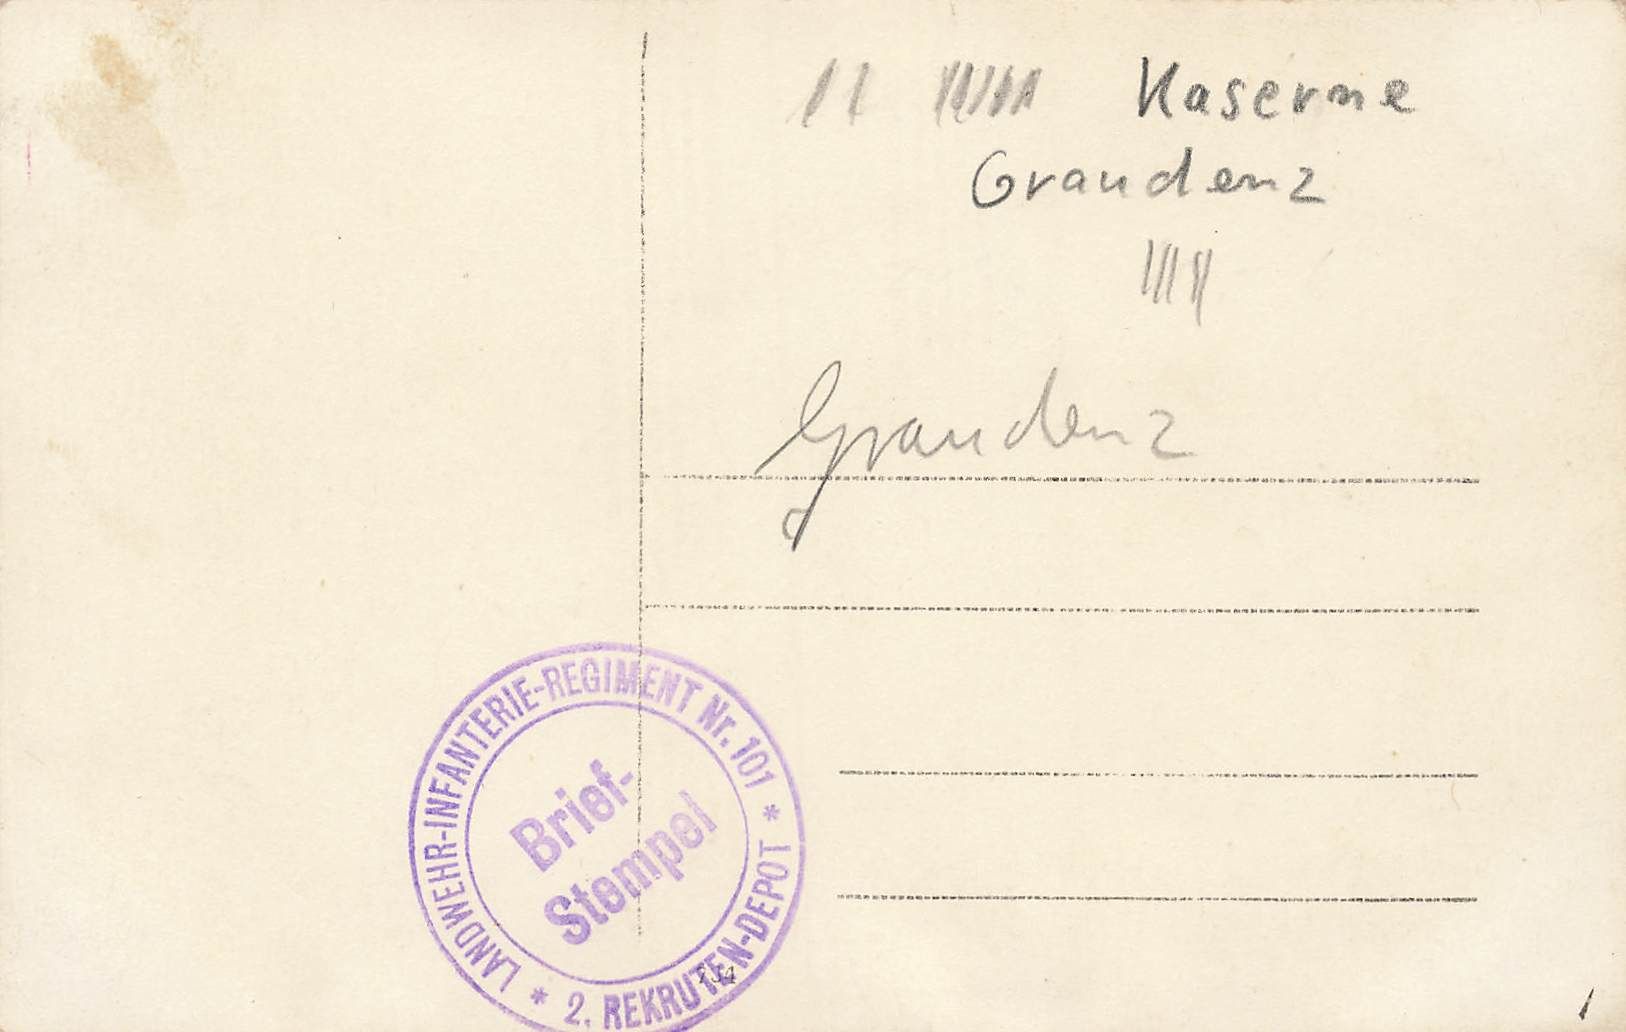 Kaserne
Graudenz
Graudenz
LANDWEHR-INFANTERIE-REGIMENT Nr. 101
Brief-
Stempel
* 2. REKRUTEN-DEPOT *